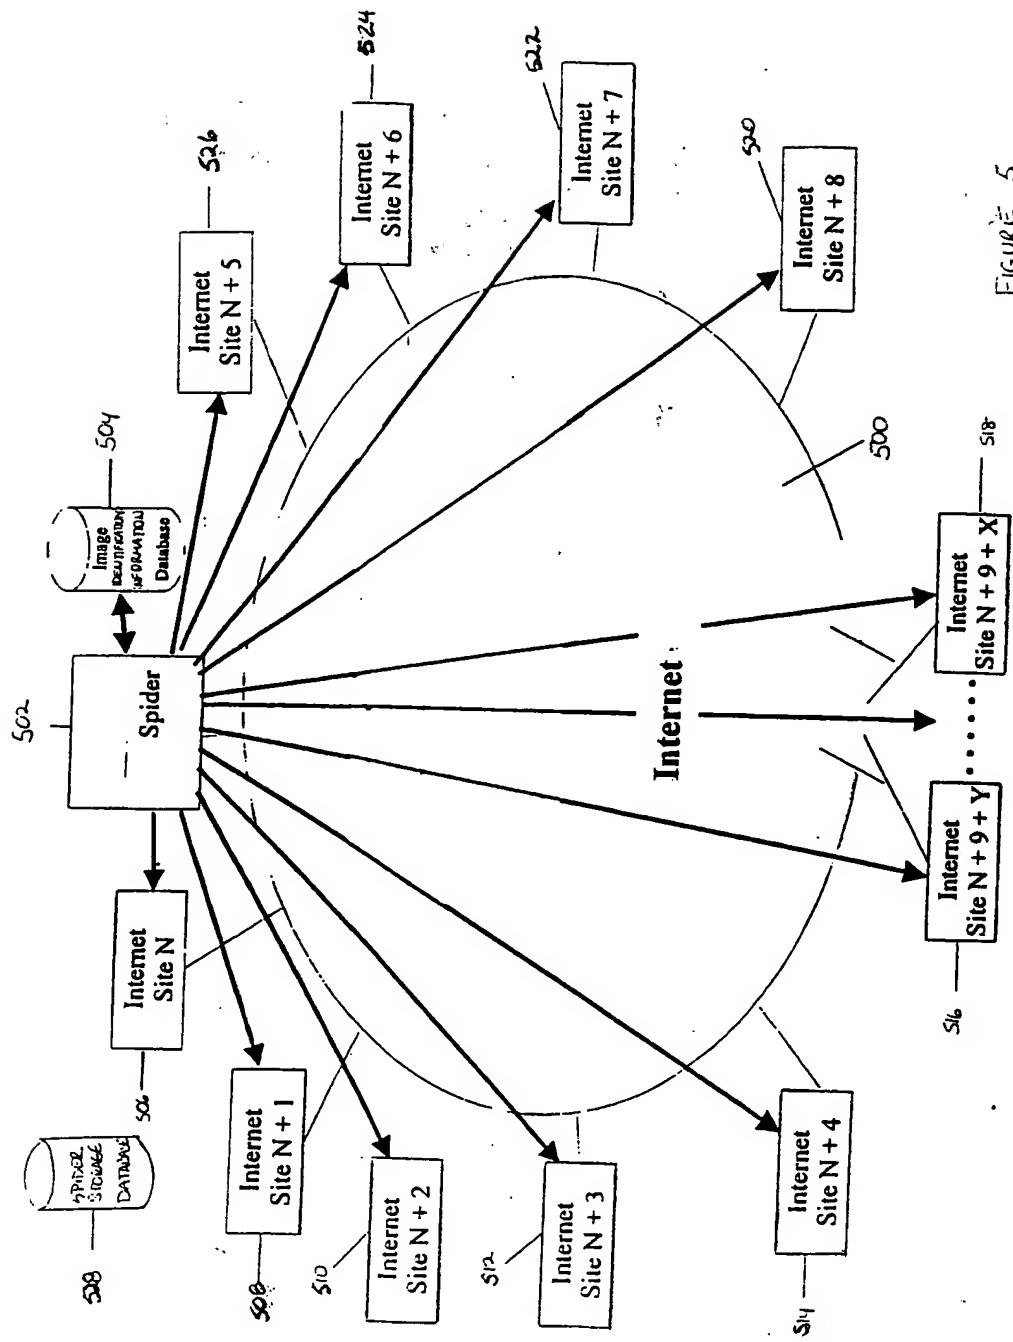 502
Spider
504
Image
IDENTIFICATION
INFORMATION
Database
528
SPIDER
STORAGE
DATABASE
506
Internet
Site N
508
Internet
Site N + 1
510
Internet
Site N + 2
512
Internet
Site N + 3
514
Internet
Site N + 4
516
Internet
Site N + 9 + Y
.......
Internet
Site N + 9 + X
518
Internet
500
Internet
Site N + 8
520
Internet
Site N + 7
522
Internet
Site N + 6
524
Internet
Site N + 5
526
FIGURE 5